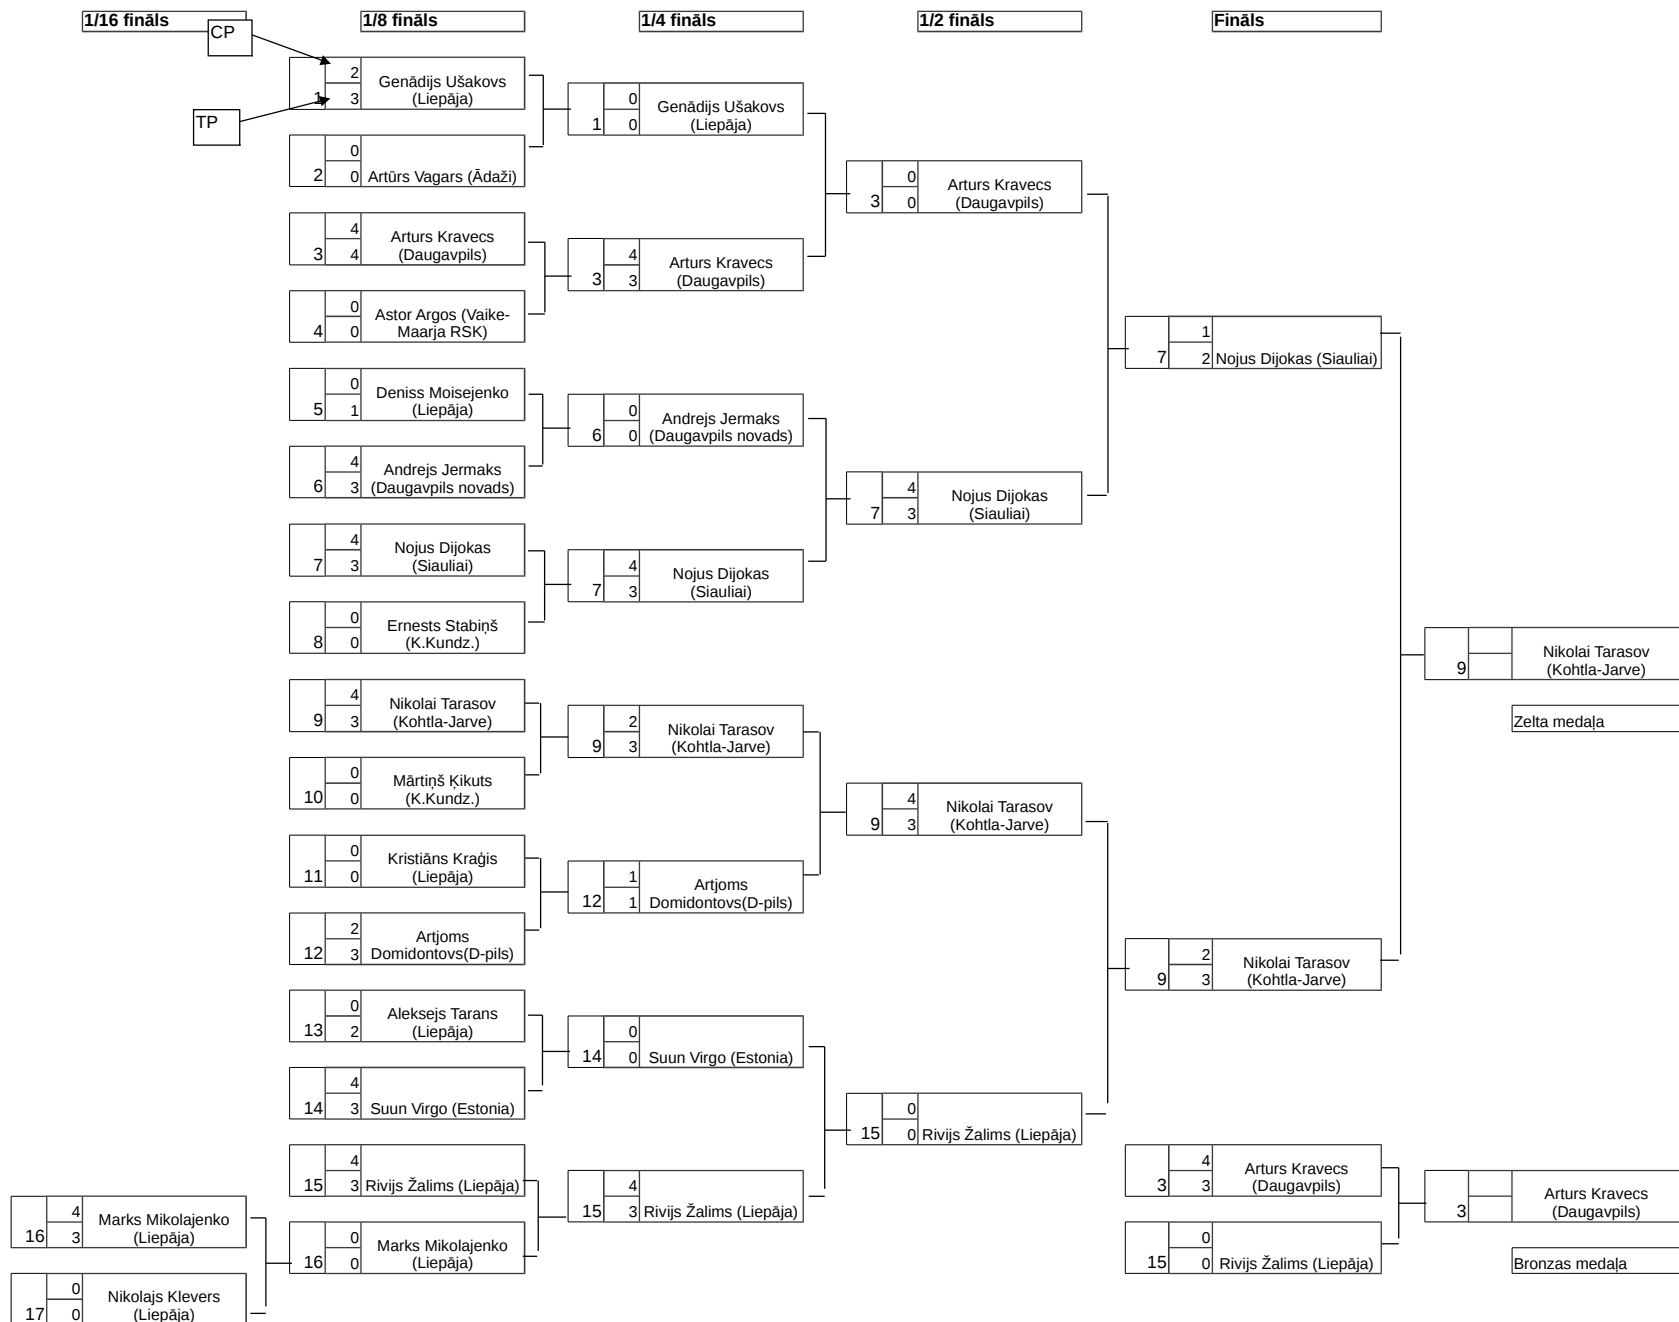 1/16 fināls
1/8 fināls
1/4 fināls
1/2 fināls
Fināls
CP
TP
1
2
3
Genādijs Ušakovs
(Liepāja)
2
0
0
Artūrs Vagars (Ādaži)
3
4
4
Arturs Kravecs
(Daugavpils)
4
0
0
Astor Argos (Vaike-
Maarja RSK)
5
0
1
Deniss Moisejenko
(Liepāja)
6
4
3
Andrejs Jermaks
(Daugavpils novads)
7
4
3
Nojus Dijokas
(Siauliai)
8
0
0
Ernests Stabiņš
(K.Kundz.)
9
4
3
Nikolai Tarasov
(Kohtla-Jarve)
10
0
0
Mārtiņš Ķikuts
(K.Kundz.)
11
0
0
Kristiāns Kraģis
(Liepāja)
12
2
3
Artjoms
Domidontovs(D-pils)
13
0
2
Aleksejs Tarans
(Liepāja)
14
4
3
Suun Virgo (Estonia)
15
4
3
Rivijs Žalims (Liepāja)
16
0
0
Marks Mikolajenko
(Liepāja)
16
4
3
Marks Mikolajenko
(Liepāja)
17
0
0
Nikolajs Klevers
(Liepāja)
1
0
0
Genādijs Ušakovs
(Liepāja)
3
4
3
Arturs Kravecs
(Daugavpils)
6
0
0
Andrejs Jermaks
(Daugavpils novads)
7
4
3
Nojus Dijokas
(Siauliai)
9
2
3
Nikolai Tarasov
(Kohtla-Jarve)
12
1
1
Artjoms
Domidontovs(D-pils)
14
0
0
Suun Virgo (Estonia)
15
4
3
Rivijs Žalims (Liepāja)
3
0
0
Arturs Kravecs
(Daugavpils)
7
4
3
Nojus Dijokas
(Siauliai)
9
4
3
Nikolai Tarasov
(Kohtla-Jarve)
15
0
0
Rivijs Žalims (Liepāja)
7
1
2
Nojus Dijokas (Siauliai)
9
2
3
Nikolai Tarasov
(Kohtla-Jarve)
9
Nikolai Tarasov
(Kohtla-Jarve)
Zelta medaļa
3
4
3
Arturs Kravecs
(Daugavpils)
15
0
0
Rivijs Žalims (Liepāja)
3
Arturs Kravecs
(Daugavpils)
Bronzas medaļa